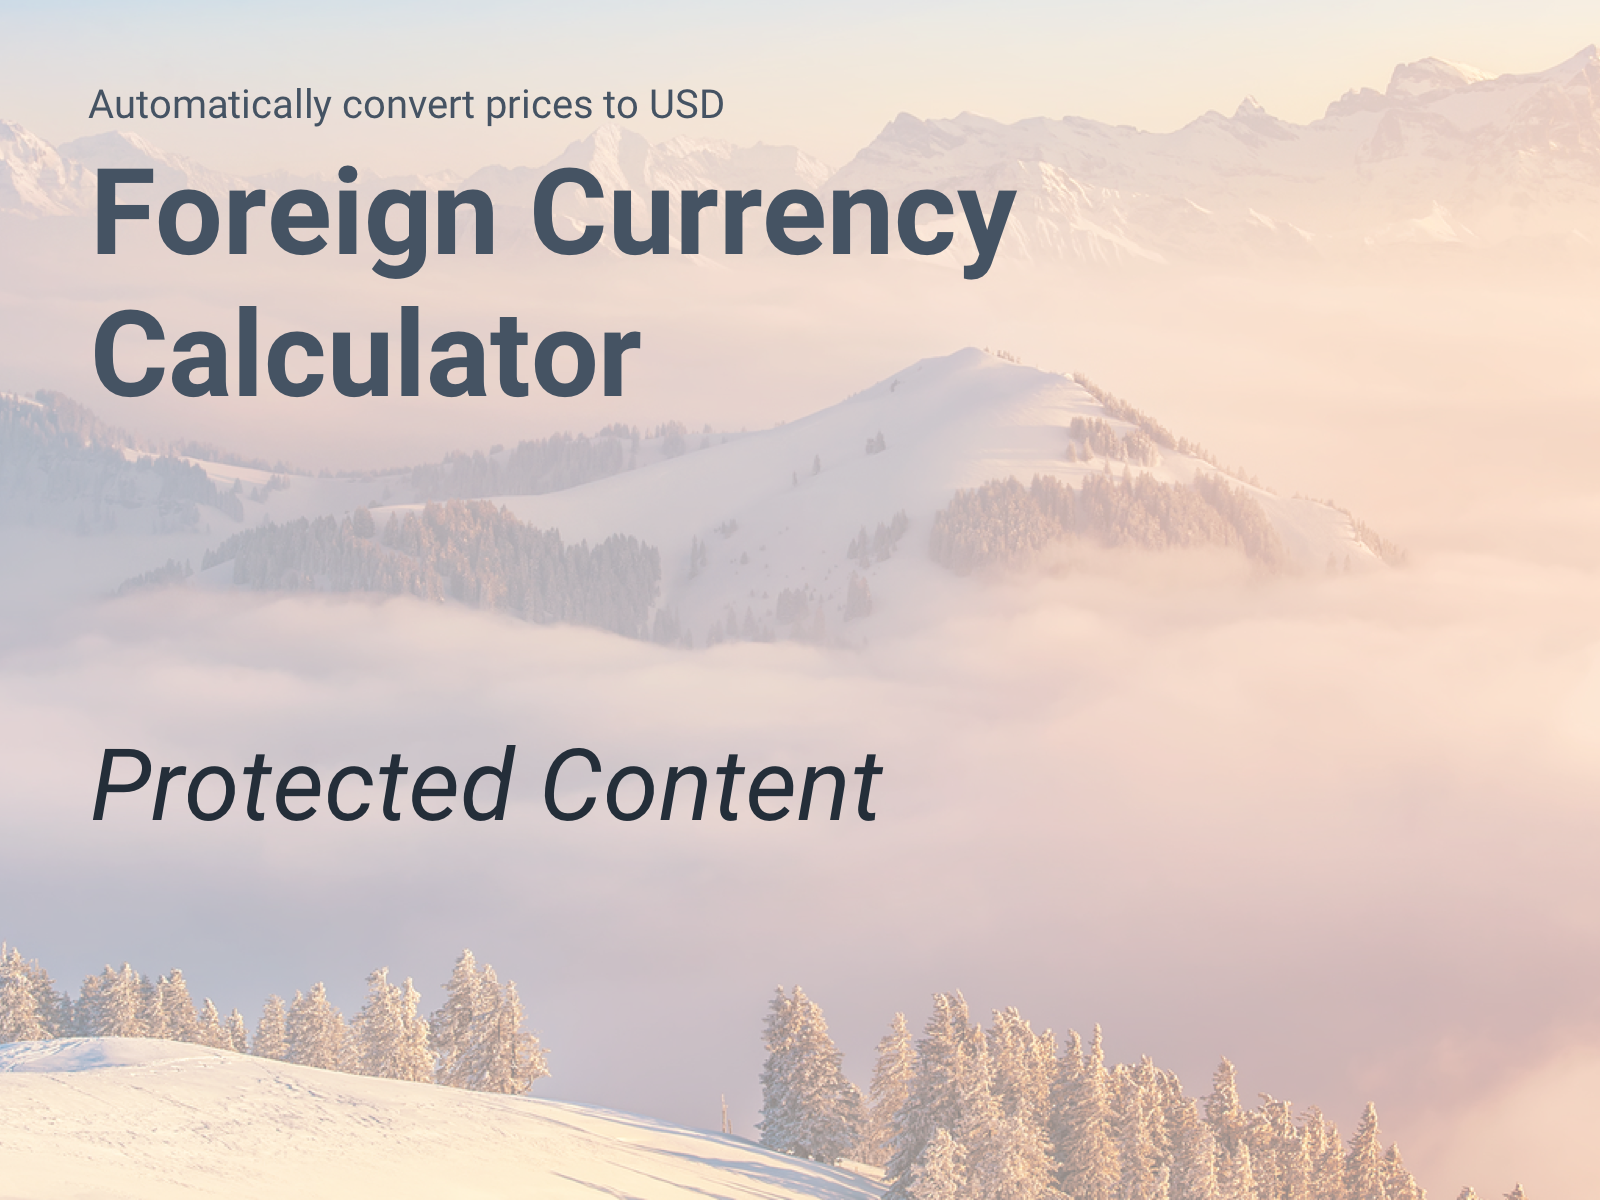 Automatically convert prices to USD
Foreign Currency
Calculator
Protected Content